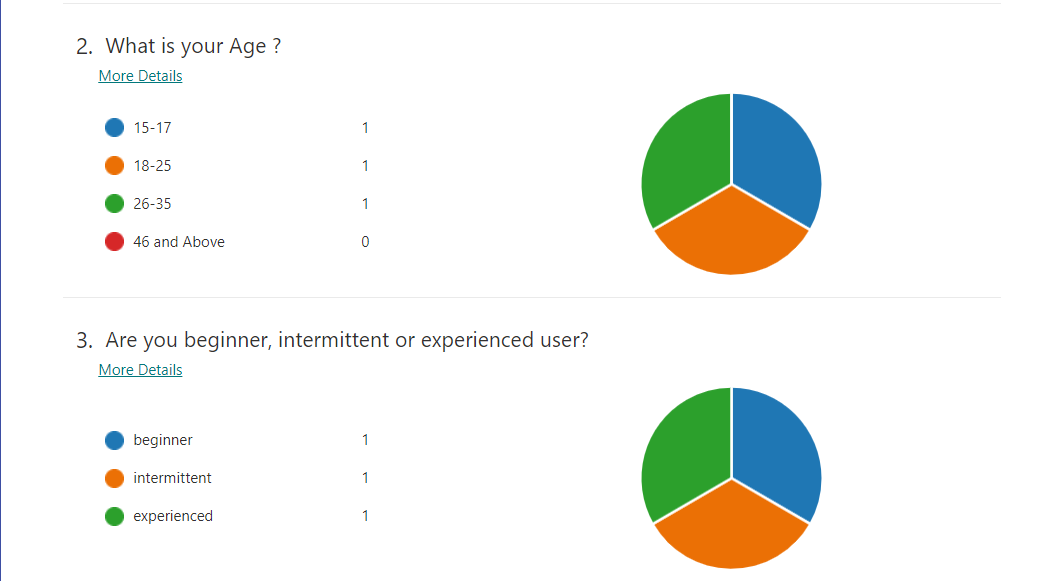 2. What is your Age ?
More Details
15-17 1
18-25 1
26-35 1
46 and Above 0
3. Are you beginner, intermittent or experienced user?
More Details
beginner 1
intermittent 1
experienced 1